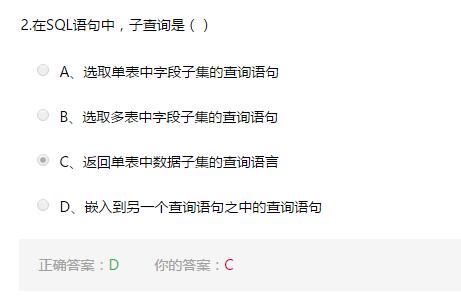 2.在SQL语句中，子查询是（ ）
A、选取单表中字段子集的查询语句
B、选取多表中字段子集的查询语句
C、返回单表中数据子集的查询语言
D、嵌入到另一个查询语句之中的查询语句
正确答案：D 你的答案：C